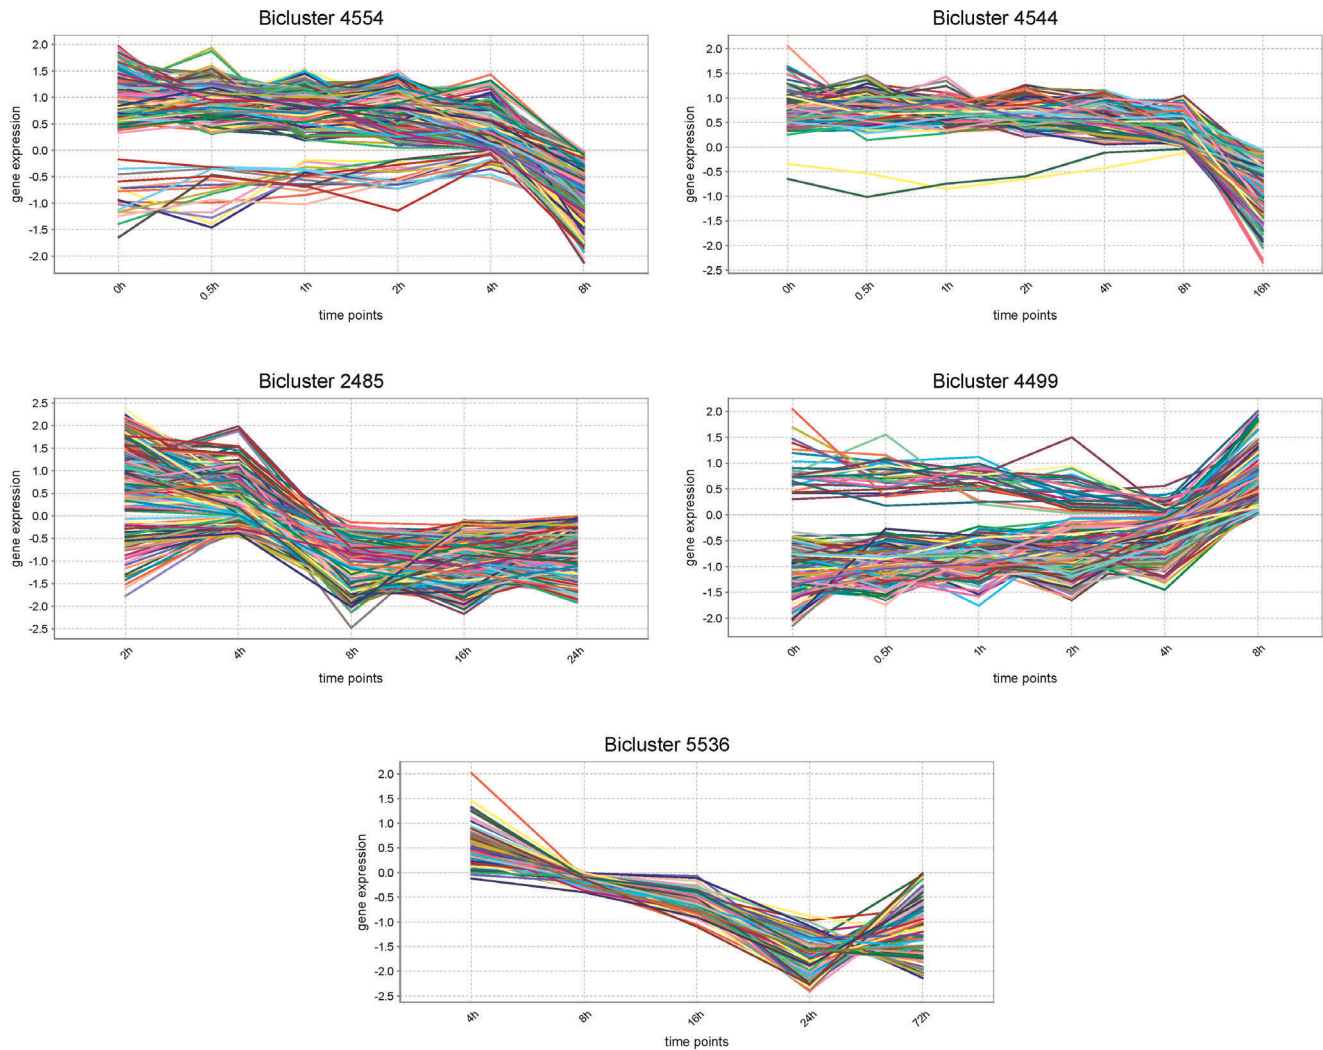 Bicluster 4554
2.0
1.5
1.0
0.5
0.0
-0.5
-1.0
-1.5
-2.0
gene expression
0h
0.5h
1h
2h
4h
8h
time points
Bicluster 4544
2.0
1.5
1.0
0.5
0.0
-0.5
-1.0
-1.5
-2.0
-2.5
gene expression
0h
0.5h
1h
2h
4h
8h
16h
time points
Bicluster 2485
2.5
2.0
1.5
1.0
0.5
0.0
-0.5
-1.0
-1.5
-2.0
-2.5
gene expression
2h
4h
8h
16h
24h
time points
Bicluster 4499
2.0
1.5
1.0
0.5
0.0
-0.5
-1.0
-1.5
-2.0
gene expression
0h
0.5h
1h
2h
4h
8h
time points
Bicluster 5536
2.0
1.5
1.0
0.5
0.0
-0.5
-1.0
-1.5
-2.0
-2.5
gene expression
4h
8h
16h
24h
72h
time points